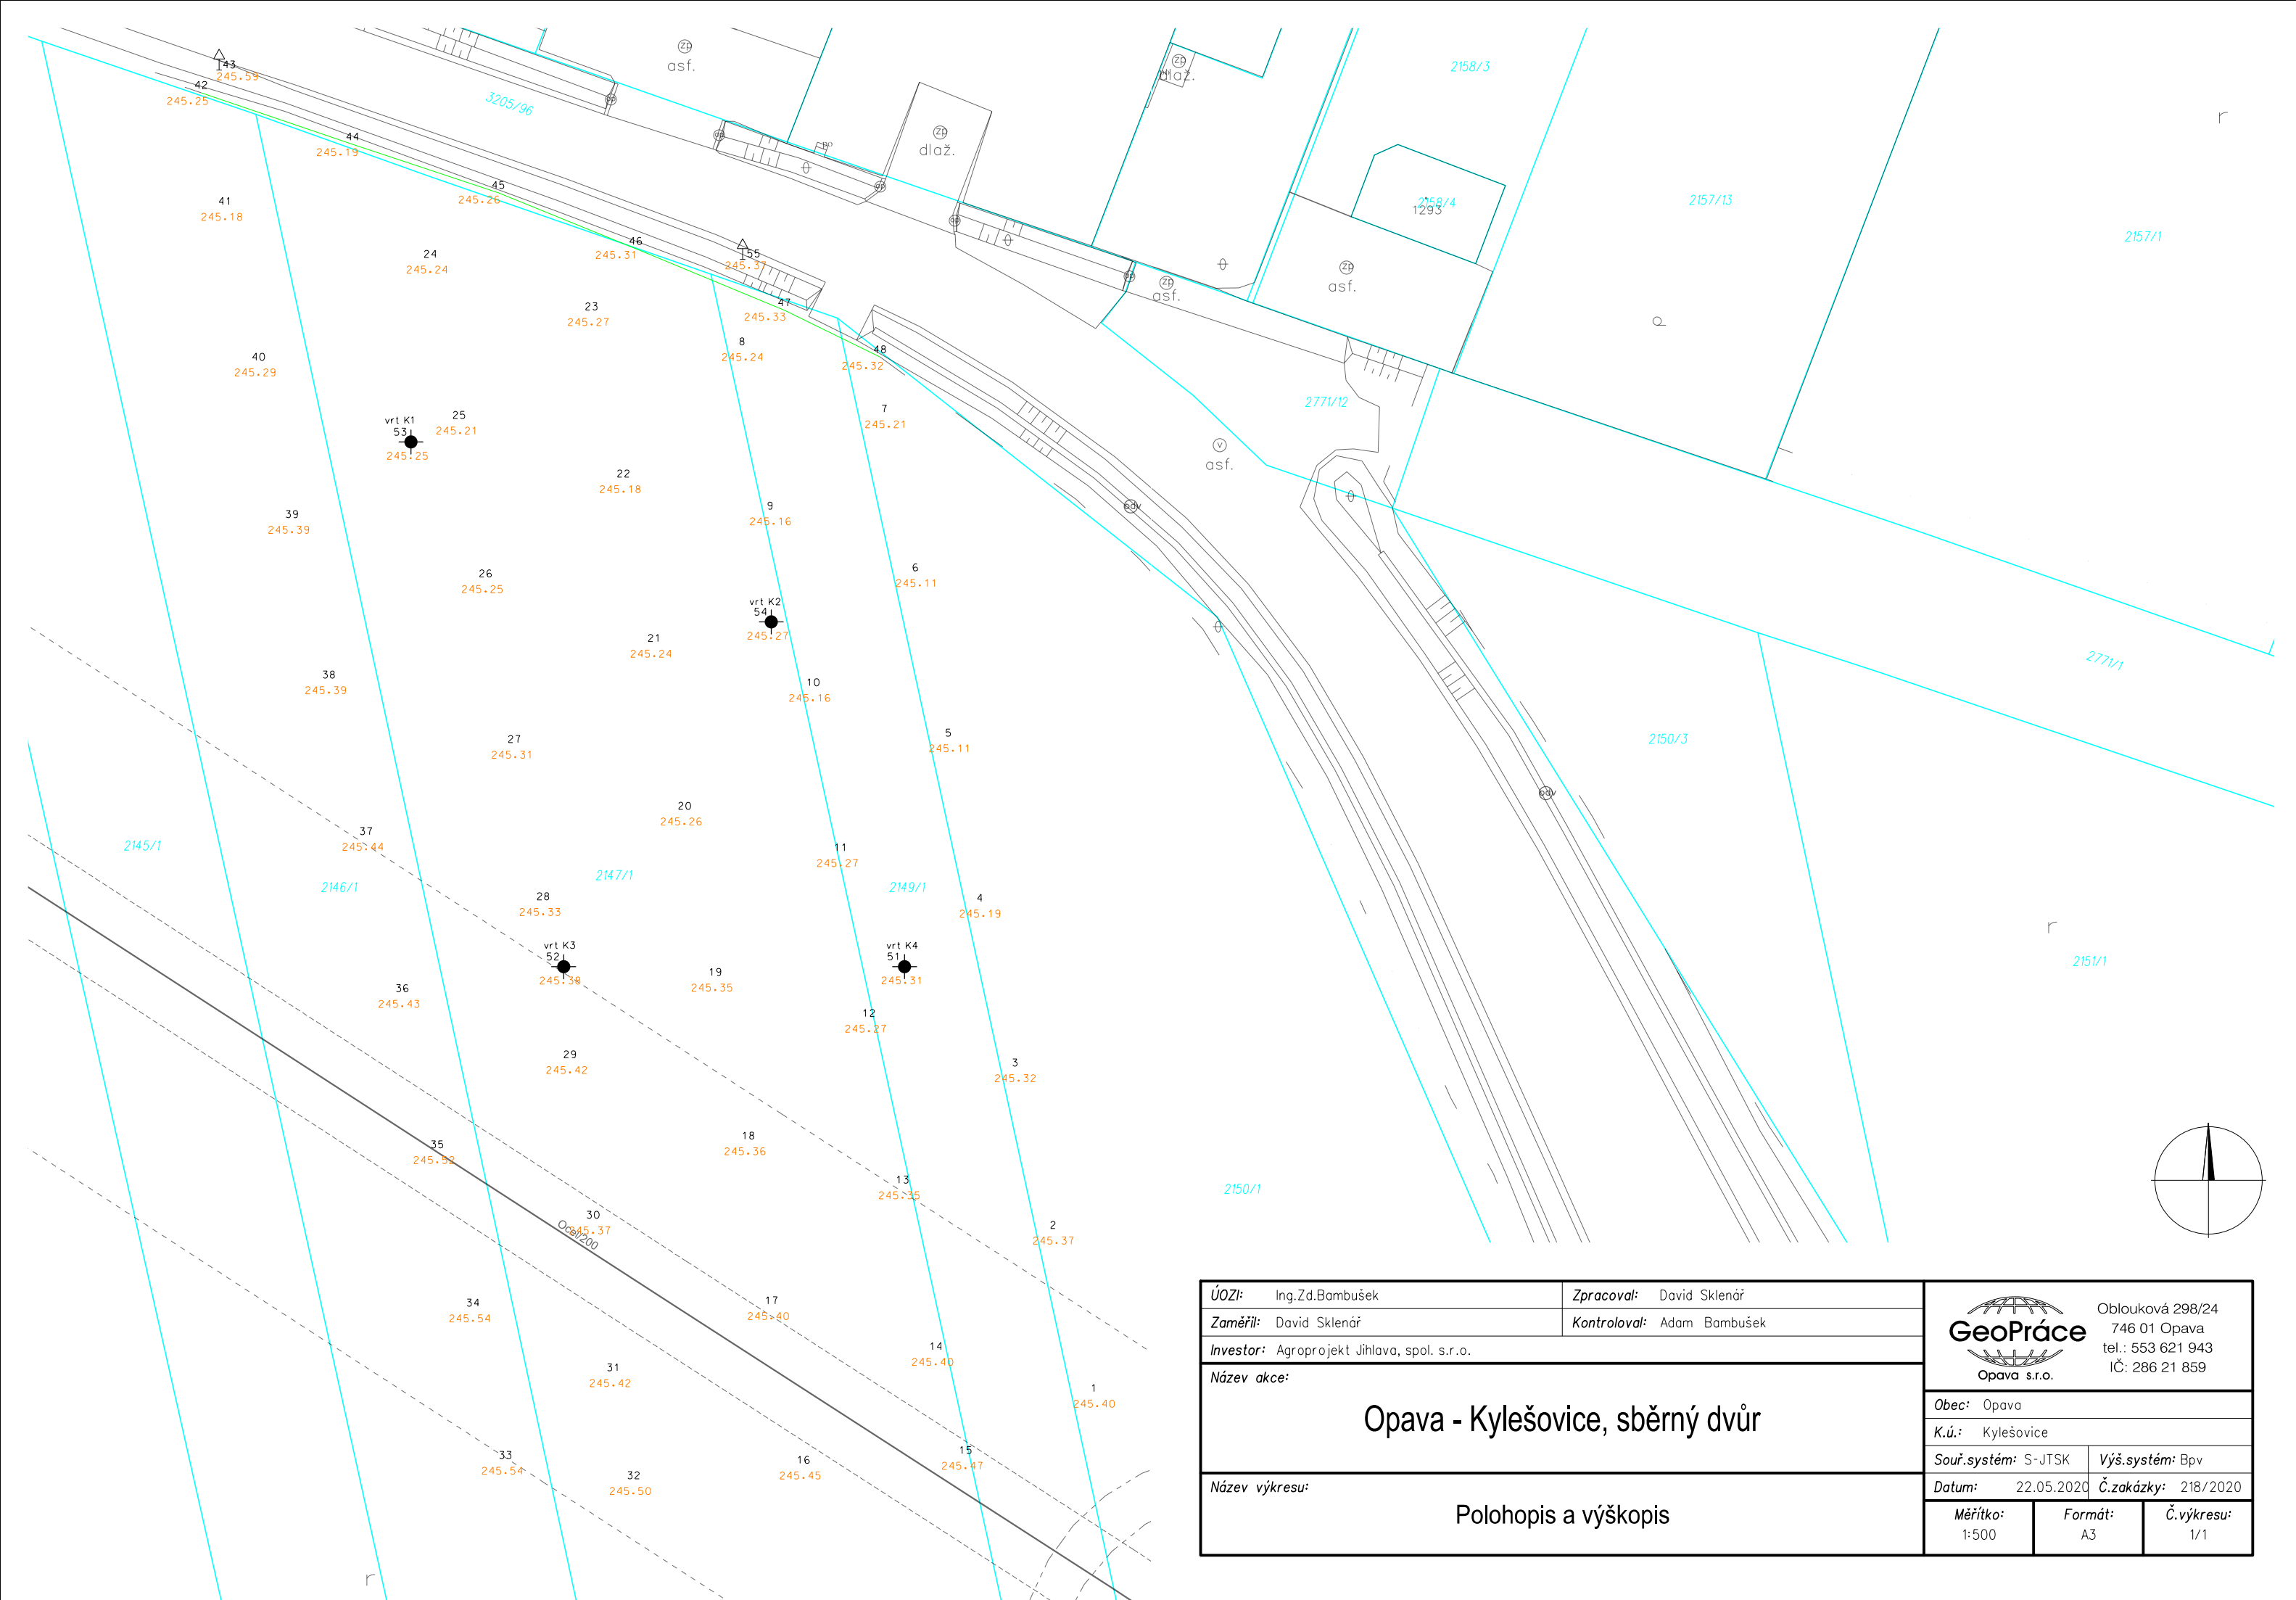 43
245.59
42
245.25
3205/96
44
245.19
45
245.26
46
245.31
155
245.37
47
245.33
48
245.32
41
245.18
24
245.24
23
245.27
8
245.24
7
245.21
40
245.29
25
245.21
vrt K1
53
245.25
22
245.18
9
245.16
39
245.39
26
245.25
21
245.24
vrt K2
54
245.27
6
245.11
38
245.39
10
245.16
27
245.31
5
245.11
20
245.26
37
245.44
11
245.27
2145/1
2146/1
2147/1
2149/1
28
245.33
4
245.19
vrt K3
52
245.38
vrt K4
51
245.31
19
245.35
36
245.43
12
245.27
29
245.42
3
245.32
35
245.52
18
245.36
13
245.35
30
245.37
Ocel/200
2
245.37
34
245.54
17
245.40
31
245.42
14
245.40
1
245.40
33
245.54
32
245.50
16
245.45
15
245.47
r
zp
asf.
zp
dlaž.
zp
dlaž.
zp
asf.
zp
asf.
v
asf.
bdv
bdv
2158/3
2158/4
1293
2157/13
2157/1
r
2771/12
2771/1
2150/3
r
2151/1
2150/1
ÚOZI: Ing.Zd.Bambušek
Zpracoval: David Sklenář
Zaměřil: David Sklenář
Kontroloval: Adam Bambušek
Investor: Agroprojekt Jihlava, spol. s.r.o.
Název akce:
Opava - Kylešovice, sběrný dvůr
Název výkresu:
Polohopis a výškopis
GeoPráce
Opava s.r.o.
Oblouková 298/24
746 01 Opava
tel.: 553 621 943
IČ: 286 21 859
Obec: Opava
K.ú.: Kylešovice
Souř.systém: S-JTSK
Výš.systém: Bpv
Datum: 22.05.2020
Č.zakázky: 218/2020
Měřítko:
1:500
Formát:
A3
Č.výkresu:
1/1